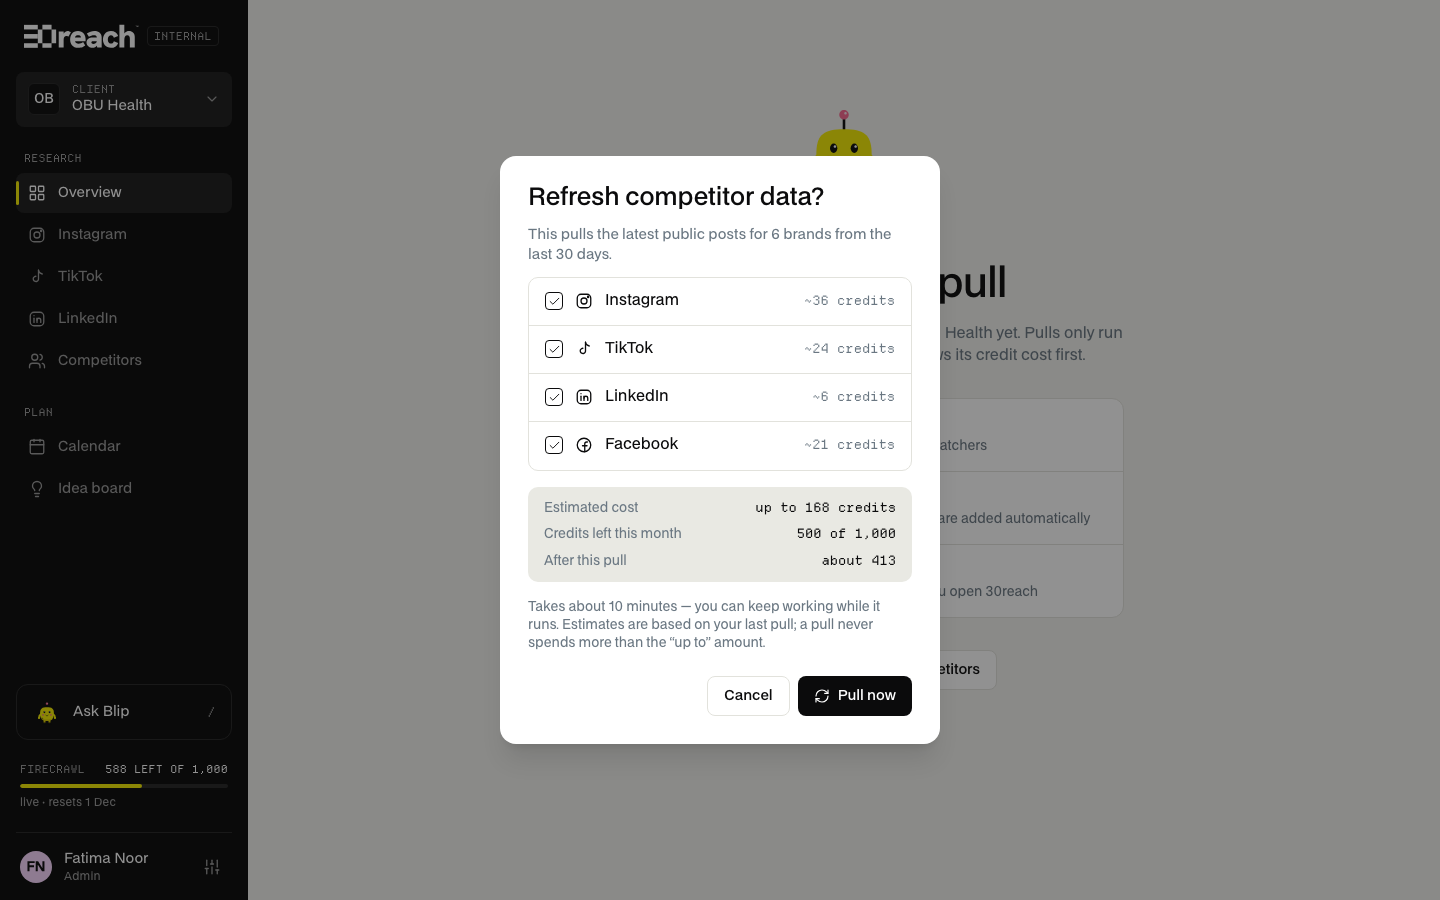 30reach INTERNAL
OB
CLIENT
OBU Health
RESEARCH
Overview
Instagram
TikTok
LinkedIn
Competitors
PLAN
Calendar
Idea board
Ask Blip /
FIRECRAWL 588 LEFT OF 1,000
live · resets 1 Dec
FN
Fatima Noor
Admin
pull
Health yet. Pulls only run
its credit cost first.
are added automatically
open 30reach
Refresh competitor data?
This pulls the latest public posts for 6 brands from the
last 30 days.
Instagram ~36 credits
TikTok ~24 credits
LinkedIn ~6 credits
Facebook ~21 credits
Estimated cost up to 168 credits
Credits left this month 500 of 1,000
After this pull about 413
Takes about 10 minutes — you can keep working while it
runs. Estimates are based on your last pull; a pull never
spends more than the “up to” amount.
Cancel
Pull now